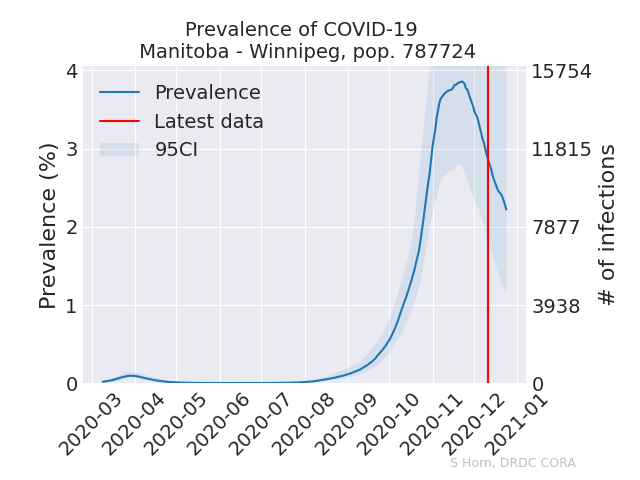 Prevalence of COVID-19
Manitoba - Winnipeg, pop. 787724
Prevalence
Latest data
95CI
Prevalence (%)
4
3
2
1
0
15754
11815
7877
3938
0
# of infections
2020-03
2020-04
2020-05
2020-06
2020-07
2020-08
2020-09
2020-10
2020-11
2020-12
2021-01
S Horn, DRDC CORA